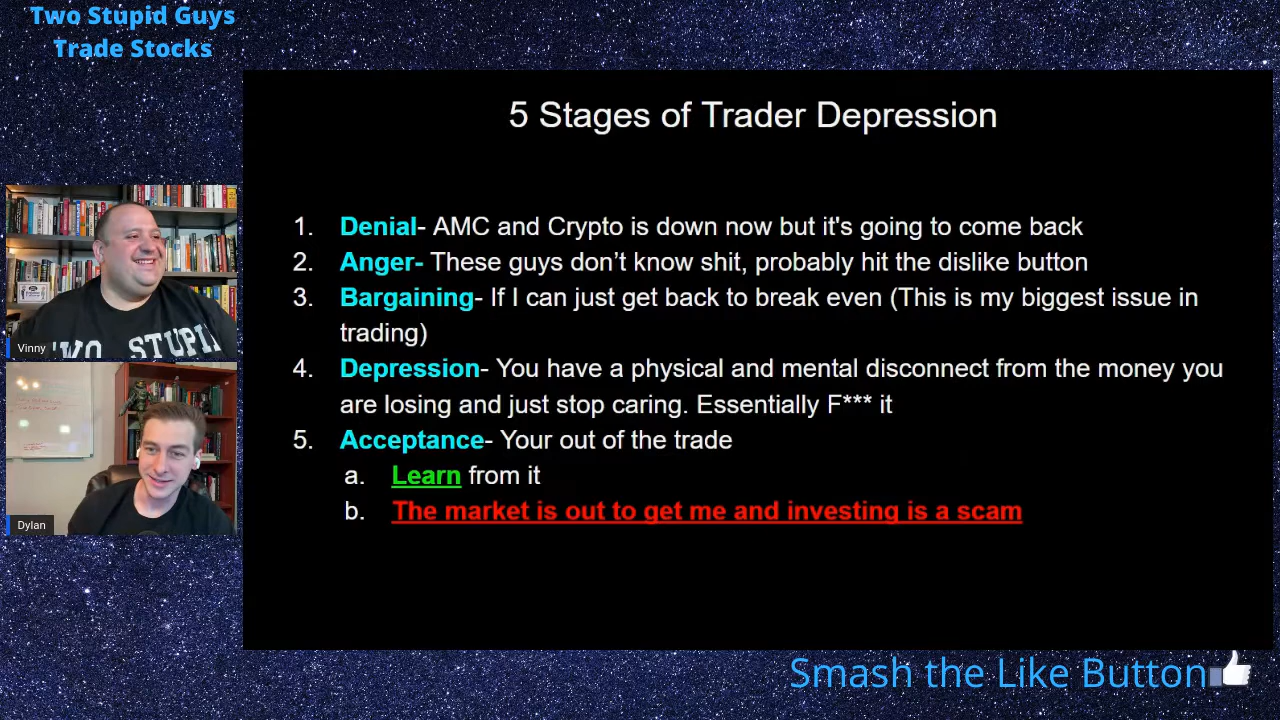 Two Stupid Guys
Trade Stocks
5 Stages of Trader Depression
1. Denial- AMC and Crypto is down now but it's going to come back
2. Anger- These guys don’t know shit, probably hit the dislike button
3. Bargaining- If I can just get back to break even (This is my biggest issue in
trading)
4. Depression- You have a physical and mental disconnect from the money you
are losing and just stop caring. Essentially F*** it
5. Acceptance- Your out of the trade
a. Learn from it
b. The market is out to get me and investing is a scam
Vinny
STUPI
Dylan
Smash the Like Button